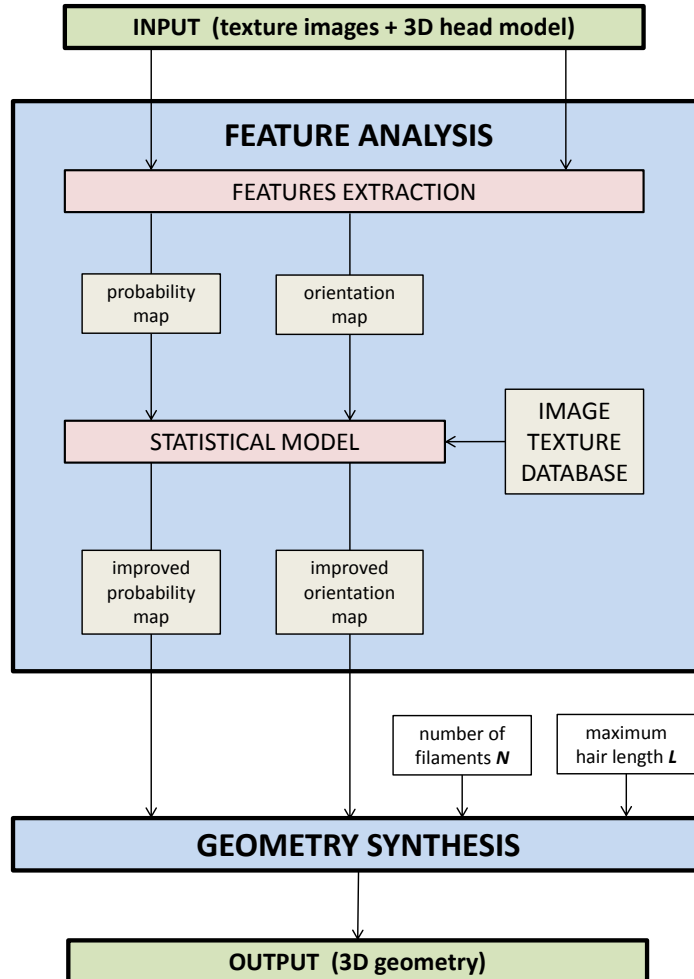 INPUT (texture images + 3D head model)
FEATURE ANALYSIS
FEATURES EXTRACTION
probability
map
orientation
map
STATISTICAL MODEL
IMAGE
TEXTURE
DATABASE
improved
probability
map
improved
orientation
map
number of
filaments N
maximum
hair length L
GEOMETRY SYNTHESIS
OUTPUT (3D geometry)